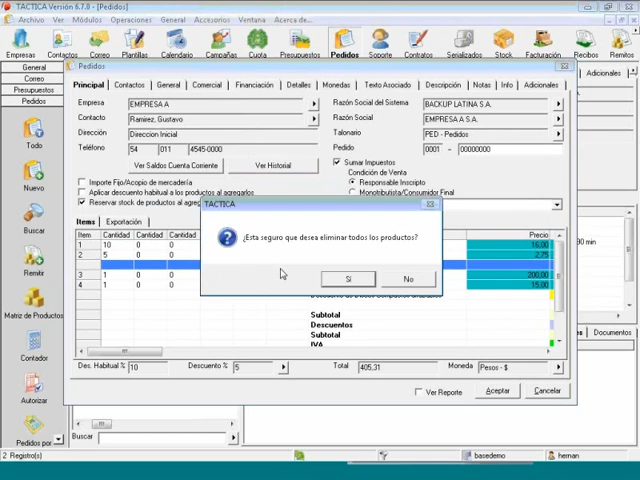 TACTICA Versión 6.7.0 - [Pedidos]
Archivo Ver Módulos Operaciones General Accesorios Ventana Acerca de...
Empresas Contactos Correo Plantillas Calendario Campañas Cuota Presupuestos Pedidos Soporte Contratos Serializados Stock Facturación Recibos Remitos
General
Correo
Presupuestos
Pedidos
Todo
Nuevo
Buscar
Remitir
Matriz de Productos
Contador
Autorizar
Pedidos por
Pedidos
Principal Contactos General Comercial Financiación Detalles Monedas Texto Asociado Descripción Notas Info Adicionales
Adicionales
Empresa EMPRESA A
Contacto Ramirez, Gustavo
Dirección Direccion Inicial
Teléfono 54 011 4545-0000
Ver Saldos Cuenta Corriente Ver Historial
Razón Social del Sistema BACKUP LATINA S.A.
Razón Social EMPRESA A S.A.
Talonario PED - Pedidos
Pedido 0001 - 00000000
Sumar Impuestos
Condición de Venta
Responsable Inscripto
Monotributista/Consumidor Final
Importe Fijo/Acopio de mercadería
Aplicar descuento habitual a los productos al agregarlos
Reservar stock de productos al agreg
Items Exportación
Item Cantidad Cantidad Cantidad Precio
1 10 0 0 16,00
2 5 0 0 2,75
3 1 0 0 200,00
4 1 0 0 15,00
Subtotal
Descuentos
Subtotal
IVA
TACTICA
¿Esta seguro que desea eliminar todos los productos?
Sí No
90 min
Documentos
Des. Habitual % 10 Descuento % 5 Total 405,31 Moneda Pesos - $
Ver Reporte Aceptar Cancelar
Buscar
2 Registro(s) basedemo hernan